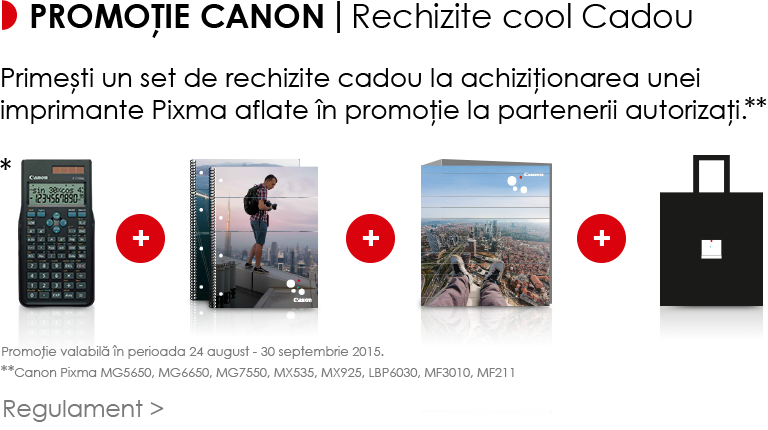 PROMOȚIE CANON | Rechizite cool Cadou
Primești un set de rechizite cadou la achiziționarea unei
imprimante Pixma aflate în promoție la partenerii autorizați.**
*
Canon
+
+
+
Canon
Canon
Promoție valabilă în perioada 24 august - 30 septembrie 2015.
**Canon Pixma MG5650, MG6650, MG7550, MX535, MX925, LBP6030, MF3010, MF211
Regulament >